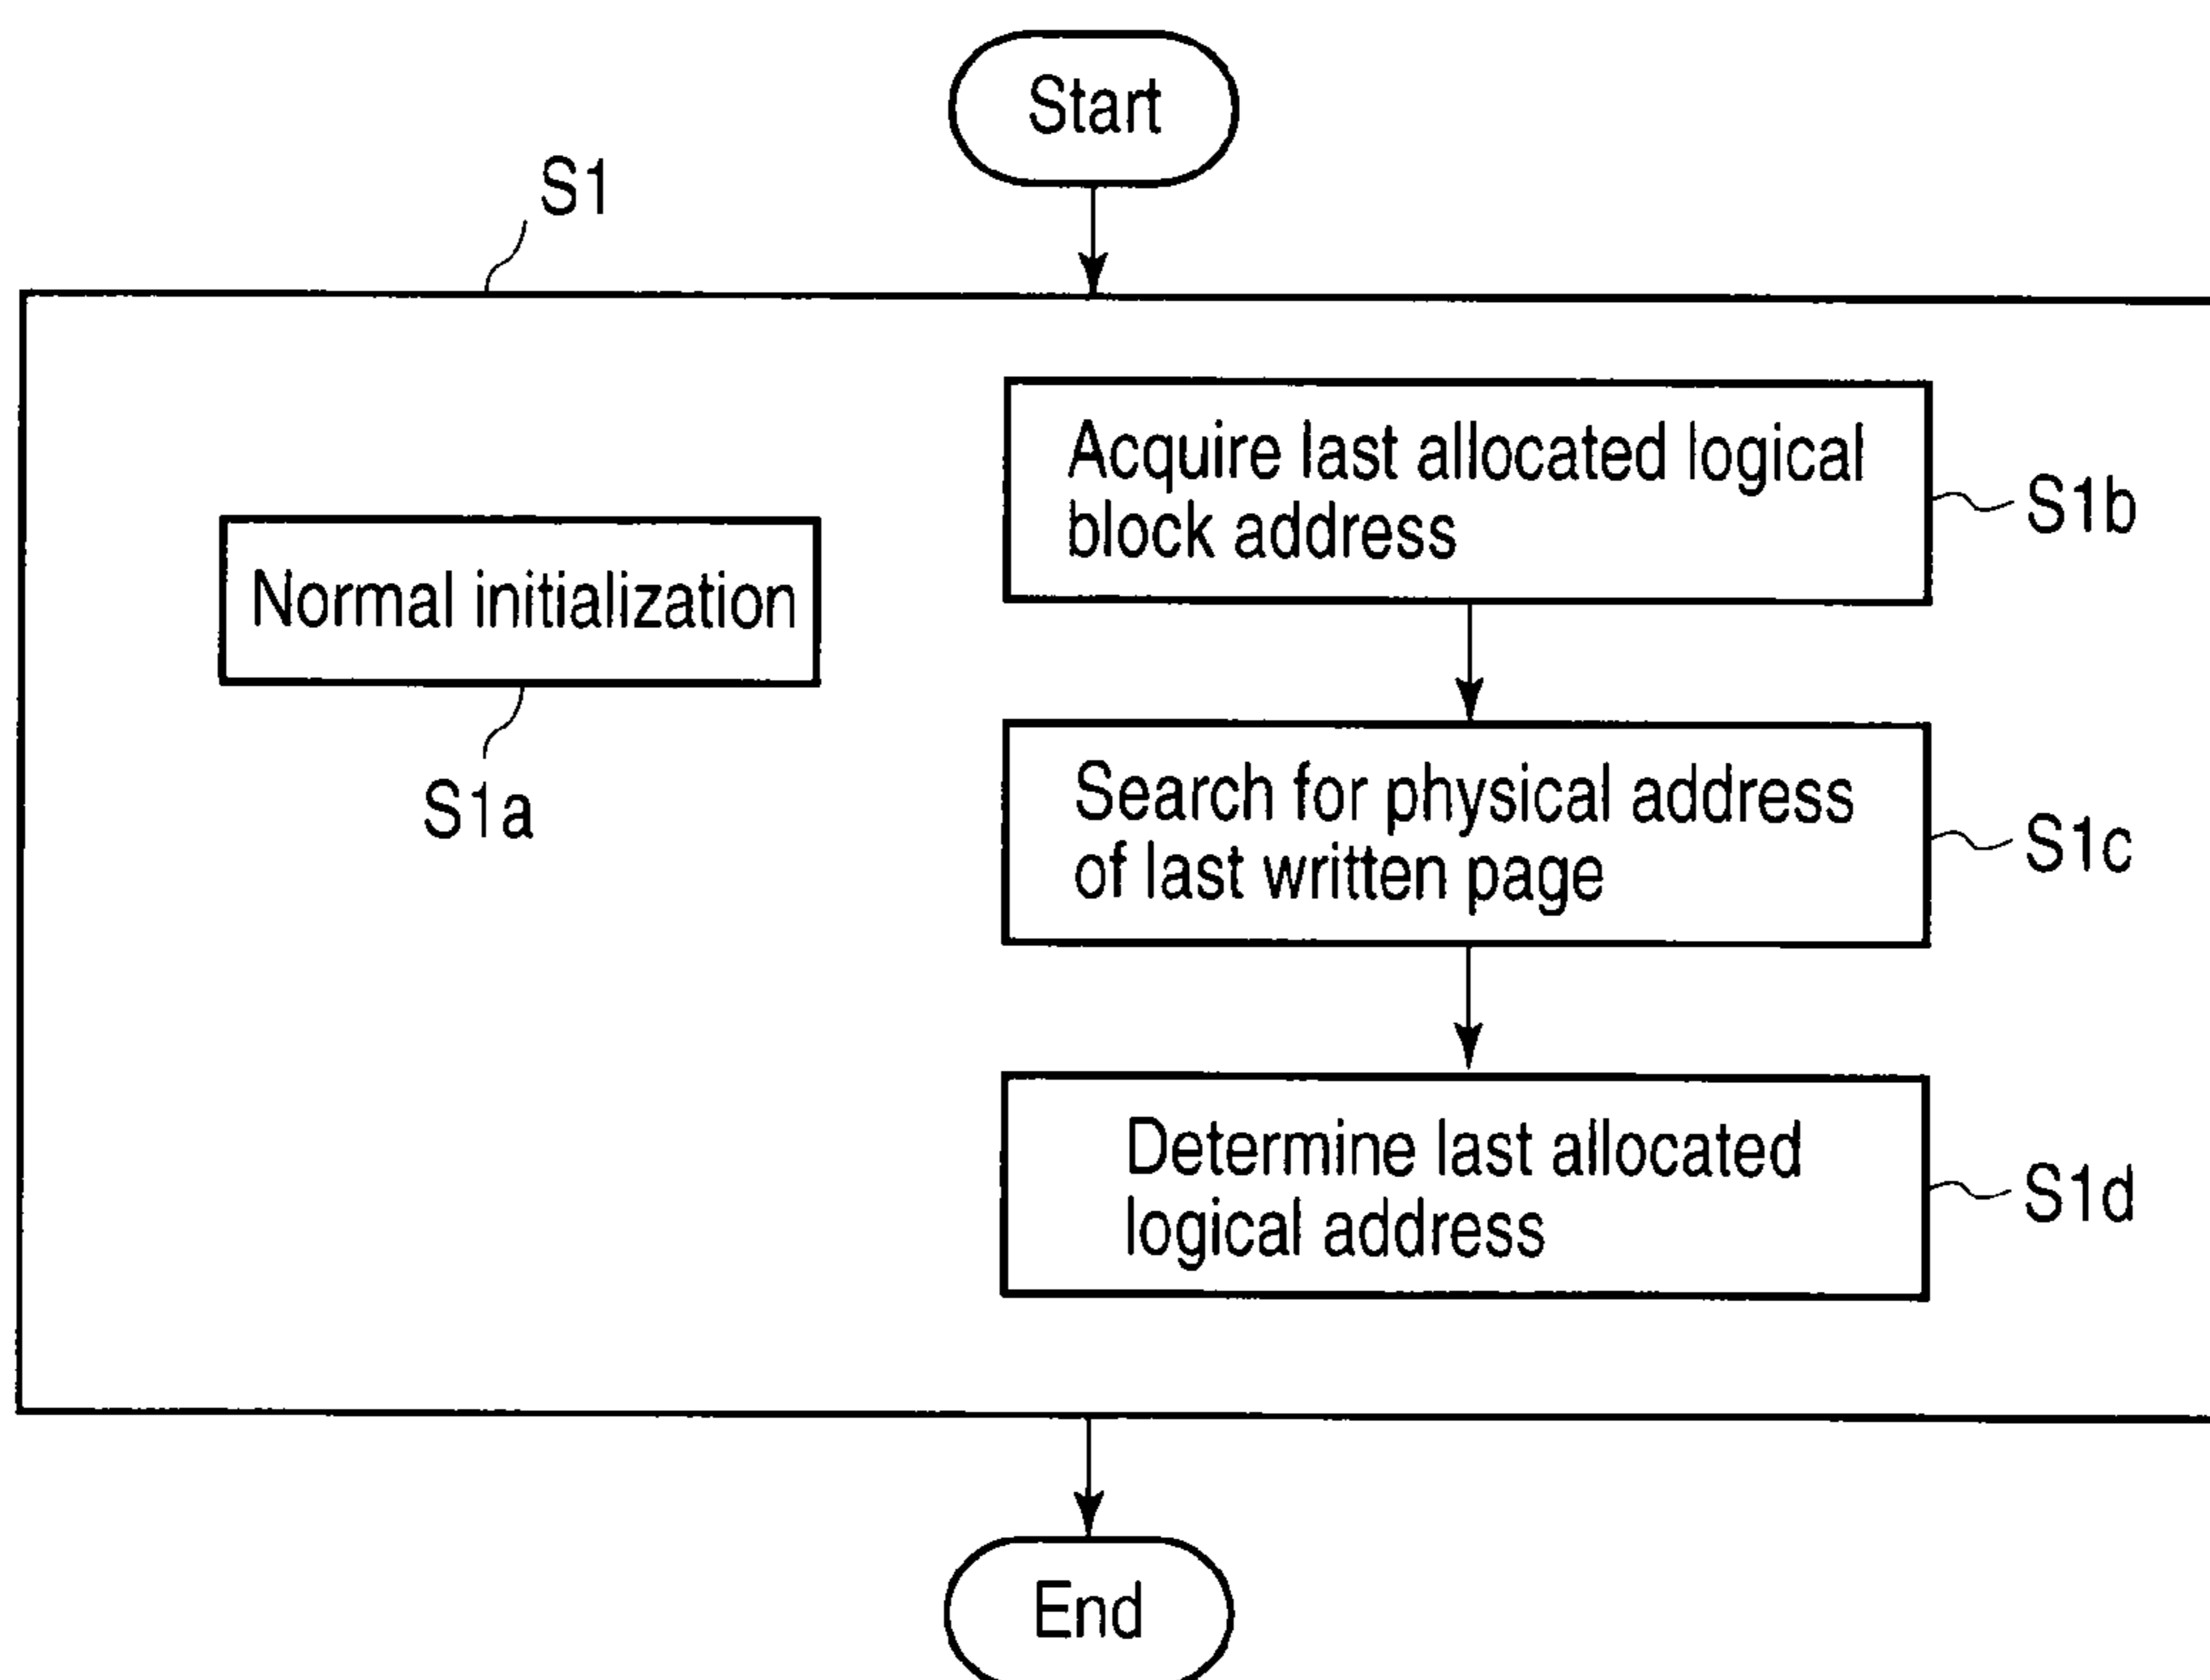 Start
S1
Acquire last allocated logical
block address
S1b
Normal initialization
S1a
Search for physical address
of last written page
S1c
Determine last allocated
logical address
S1d
End